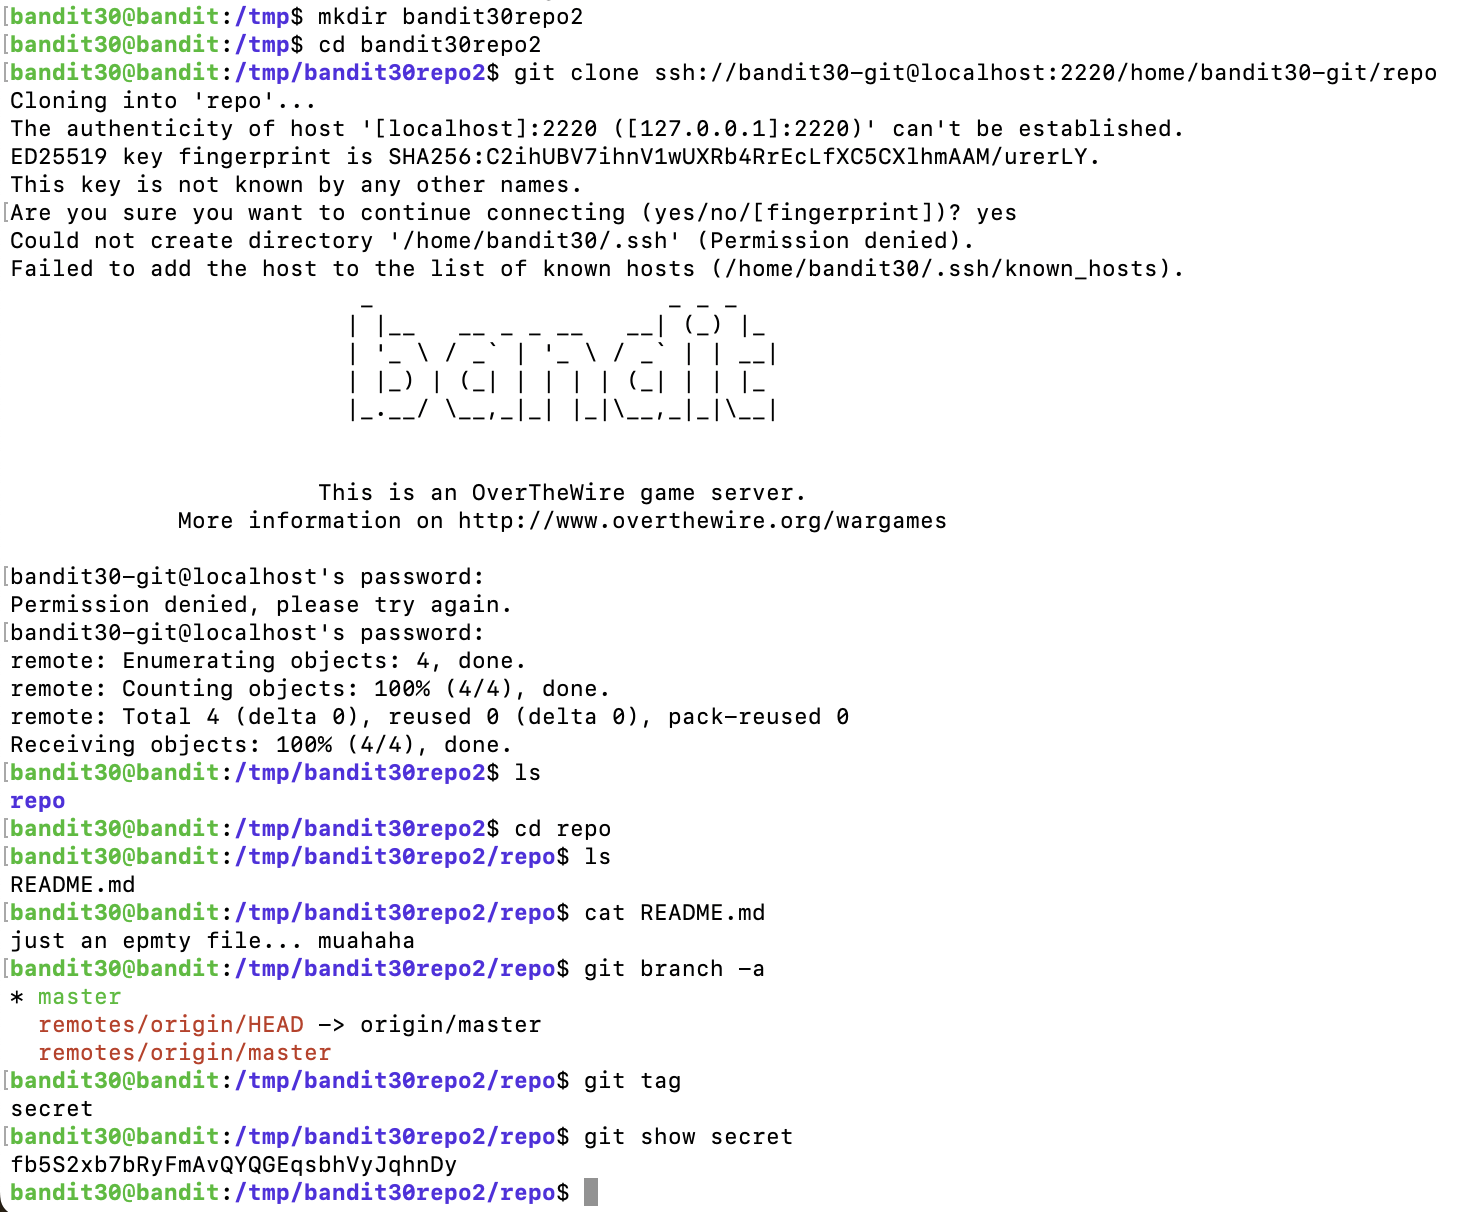 bandit30@bandit:/tmp$ mkdir bandit30repo2
bandit30@bandit:/tmp$ cd bandit30repo2
bandit30@bandit:/tmp/bandit30repo2$ git clone ssh://bandit30-git@localhost:2220/home/bandit30-git/repo
Cloning into 'repo'...
The authenticity of host '[localhost]:2220 ([127.0.0.1]:2220)' can't be established.
ED25519 key fingerprint is SHA256:C2ihUBV7ihnV1wUXRb4RrEcLfXC5CXlhmAAM/urerLY.
This key is not known by any other names.
Are you sure you want to continue connecting (yes/no/[fingerprint])? yes
Could not create directory '/home/bandit30/.ssh' (Permission denied).
Failed to add the host to the list of known hosts (/home/bandit30/.ssh/known_hosts).
                         _                     _ _ _
                        | |__   __ _ _ __   __| (_) |_
                        | '_ \ / _` | '_ \ / _` | | __|
                        | |_) | (_| | | | | (_| | | |_
                        |_.__/ \__,_|_| |_|\__,_|_|\__|
This is an OverTheWire game server.
More information on http://www.overthewire.org/wargames
bandit30-git@localhost's password:
Permission denied, please try again.
bandit30-git@localhost's password:
remote: Enumerating objects: 4, done.
remote: Counting objects: 100% (4/4), done.
remote: Total 4 (delta 0), reused 0 (delta 0), pack-reused 0
Receiving objects: 100% (4/4), done.
bandit30@bandit:/tmp/bandit30repo2$ ls
repo
bandit30@bandit:/tmp/bandit30repo2$ cd repo
bandit30@bandit:/tmp/bandit30repo2/repo$ ls
README.md
bandit30@bandit:/tmp/bandit30repo2/repo$ cat README.md
just an epmty file... muahaha
bandit30@bandit:/tmp/bandit30repo2/repo$ git branch -a
* master
  remotes/origin/HEAD -> origin/master
  remotes/origin/master
bandit30@bandit:/tmp/bandit30repo2/repo$ git tag
secret
bandit30@bandit:/tmp/bandit30repo2/repo$ git show secret
fb5S2xb7bRyFmAvQYQGEqsbhVyJqhnDy
bandit30@bandit:/tmp/bandit30repo2/repo$